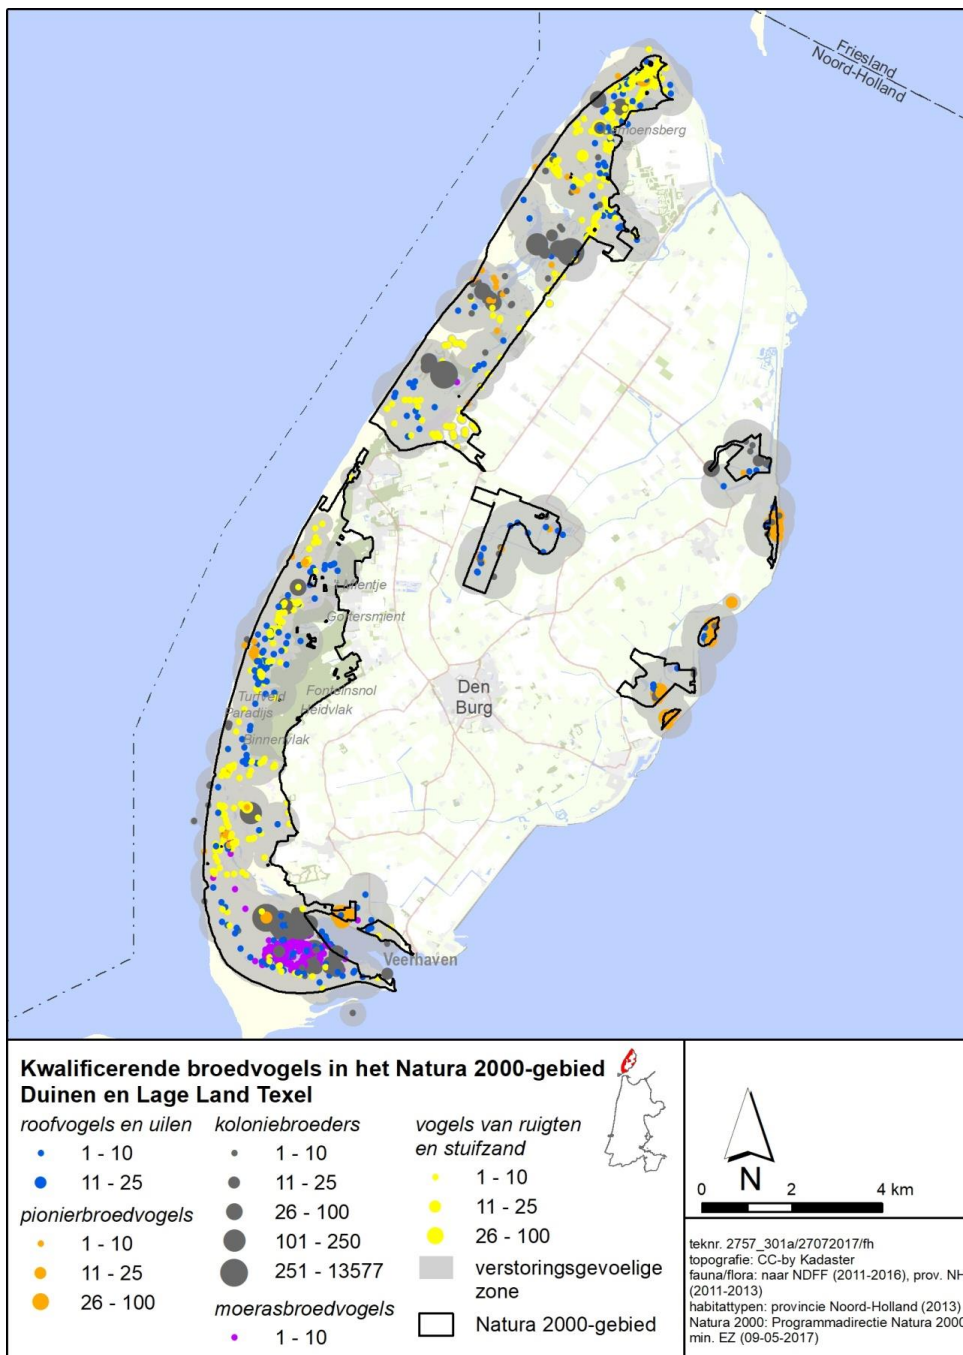 Friesland
Noord-Holland
moensberg
't Mientje
Gortersmient
Turfveld
Fonteinsnol
Paradijs
Heidvlak
Binnenvlak
Den
Burg
Veerhaven
Kwalificerende broedvogels in het Natura 2000-gebied
Duinen en Lage Land Texel
roofvogels en uilen
1 - 10
11 - 25
pionierbroedvogels
1 - 10
11 - 25
26 - 100
koloniebroeders
1 - 10
11 - 25
26 - 100
101 - 250
251 - 13577
moerasbroedvogels
1 - 10
vogels van ruigten
en stuifzand
1 - 10
11 - 25
26 - 100
verstoringsgevoelige
zone
Natura 2000-gebied
N
0 2 4 km
teknr. 2757_301a/27072017/fh
topografie: CC-by Kadaster
fauna/flora: naar NDFF (2011-2016), prov. NH
(2011-2013)
habitattypen: provincie Noord-Holland (2013)
Natura 2000: Programmadirectie Natura 2000
min. EZ (09-05-2017)